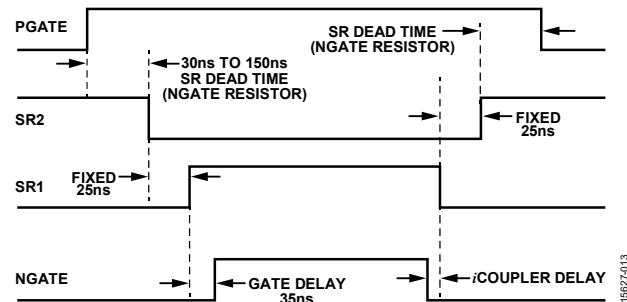 PGATE
SR DEAD TIME
(NGATE RESISTOR)
30ns TO 150ns
SR DEAD TIME
(NGATE RESISTOR)
SR2
FIXED
25ns
SR1
FIXED
25ns
NGATE
GATE DELAY
35ns
iCOUPLER DELAY
15627-013